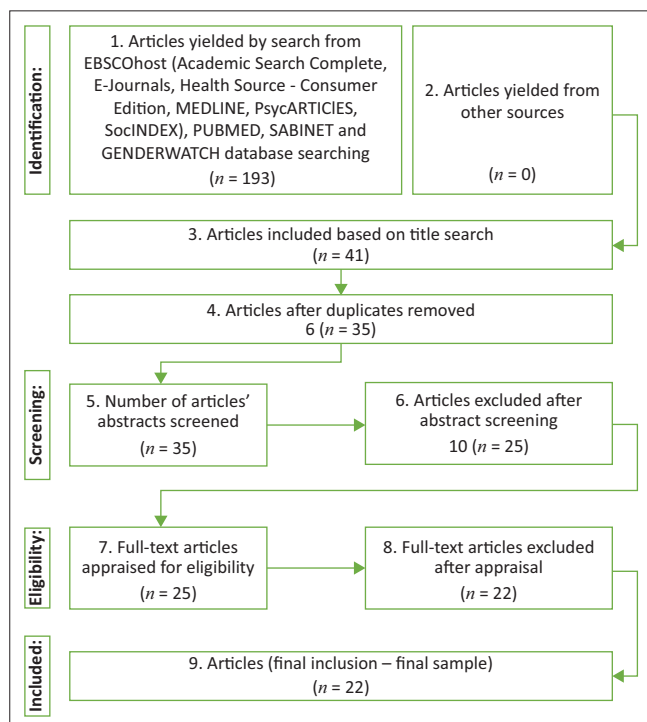 Identification:
1. Articles yielded by search from
EBSCOhost (Academic Search Complete,
E-Journals, Health Source - Consumer
Edition, MEDLINE, PsycARTIClES,
SocINDEX), PUBMED, SABINET and
GENDERWATCH database searching
(n = 193)
2. Articles yielded from
other sources
(n = 0)
3. Articles included based on title search
(n = 41)
4. Articles after duplicates removed
6 (n = 35)
Screening:
5. Number of articles'
abstracts screened
(n = 35)
6. Articles excluded after
abstract screening
10 (n = 25)
Eligibility:
7. Full-text articles
appraised for eligibility
(n = 25)
8. Full-text articles excluded
after appraisal
(n = 22)
Included:
9. Articles (final inclusion – final sample)
(n = 22)